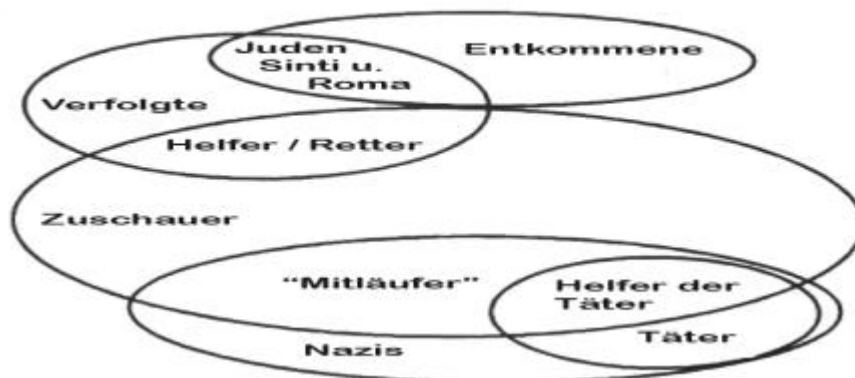 Juden
Sinti u.
Roma
Entkommene
Verfolgte
Helfer / Retter
Zuschauer
“Mitläufer”
Helfer der
Täter
Täter
Nazis